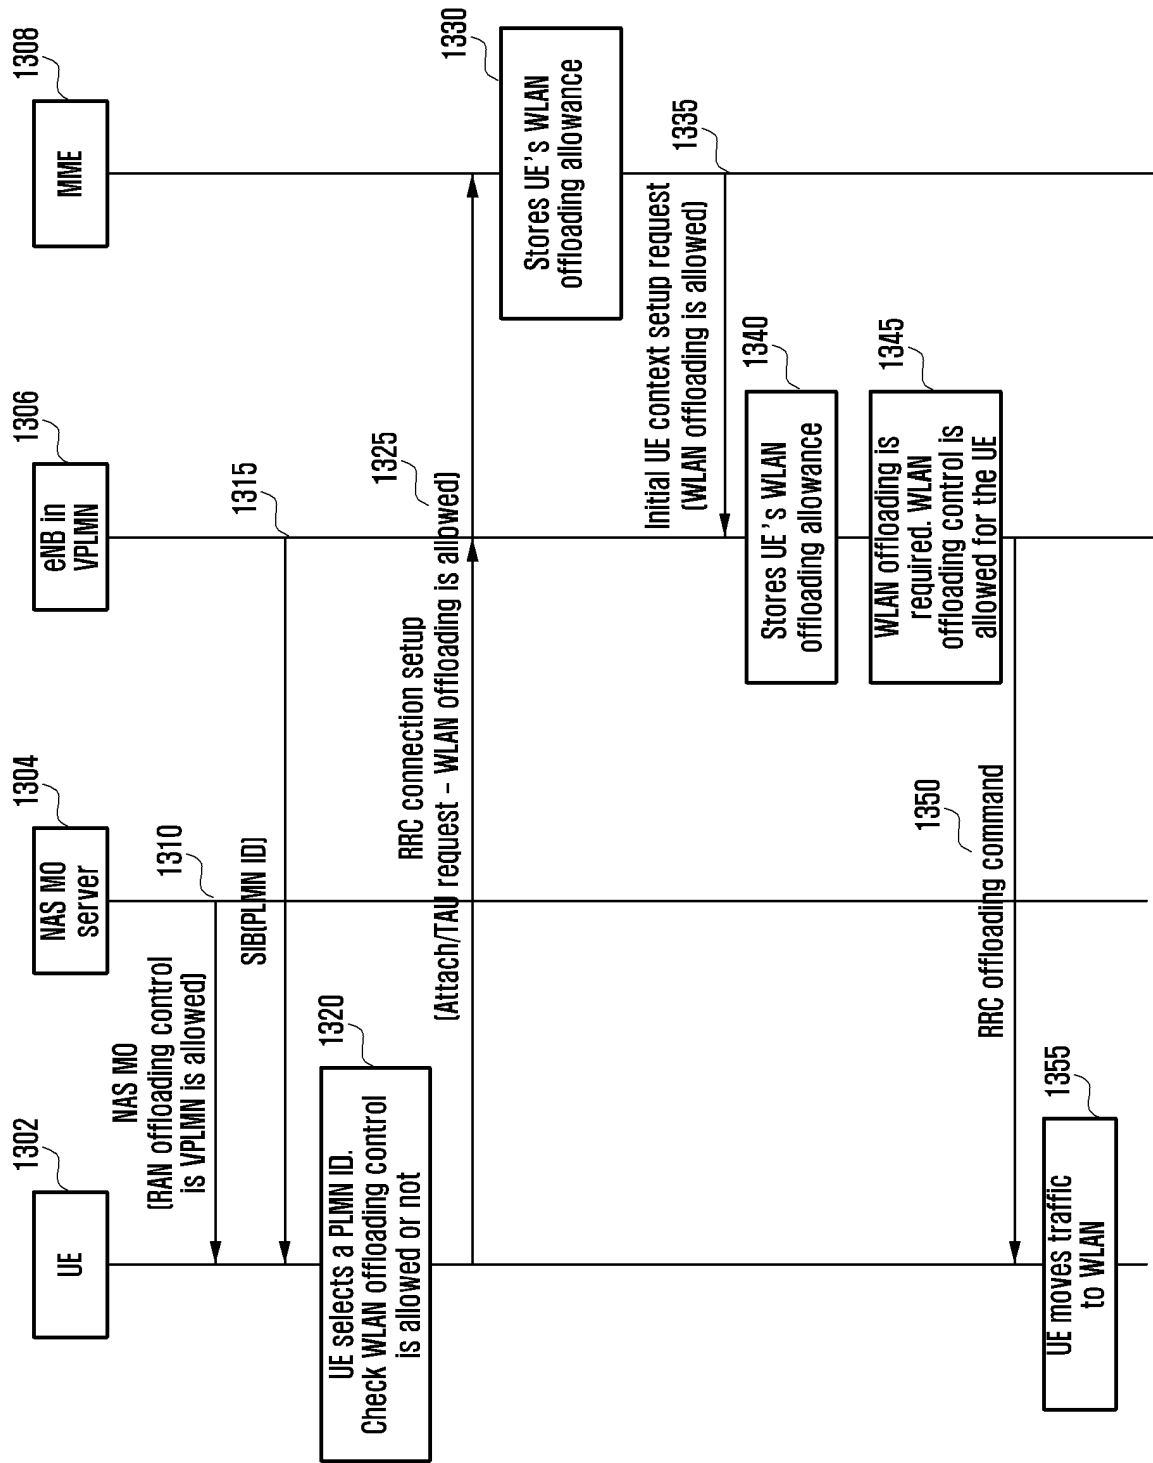 1302
UE
1304
NAS MO
server
1306
eNB in
VPLMN
1308
MME
1310
NAS MO
(RAN offloading control
is VPLMN is allowed)
1315
SIB(PLMN ID)
1320
UE selects a PLMN ID.
Check WLAN offloading control
is allowed or not
1325
RRC connection setup
(Attach/TAU request - WLAN offloading is allowed)
1330
Stores UE's WLAN
offloading allowance
1335
Initial UE context setup request
(WLAN offloading is allowed)
1340
Stores UE's WLAN
offloading allowance
1345
WLAN offloading is
required. WLAN
offloading control is
allowed for the UE
1350
RRC offloading command
1355
UE moves traffic
to WLAN